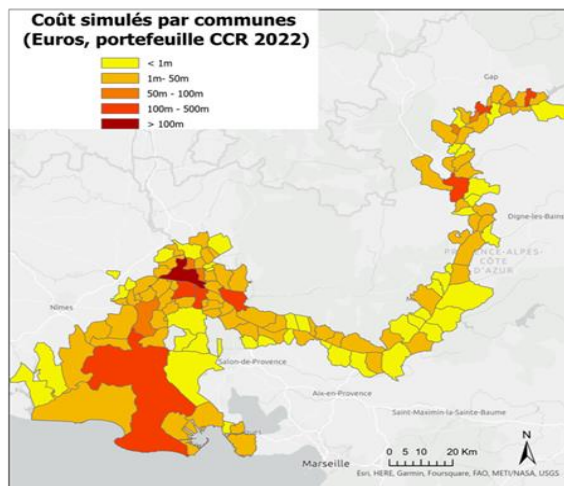 Coût simulés par communes
(Euros, portefeuille CCR 2022)
< 1m
1m- 50m
50m - 100m
100m - 500m
> 100m
Gap
Digne-les-Bains
PROVENCE-ALPES-
CÔTE
D'AZUR
Nîmes
Salon-de-Provence
Aix-en-Provence
Saint-Maximin-la-Sainte-Baume
Marseille
N
0 5 10 20 Km
Esri, HERE, Garmin, Foursquare, FAO, METI/NASA, USGS